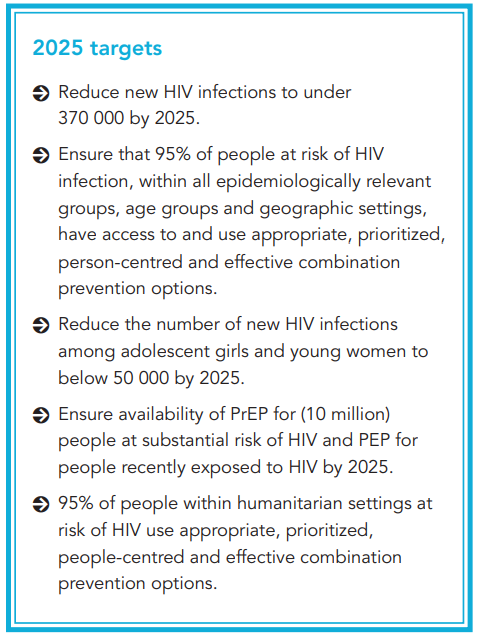 2025 targets
Reduce new HIV infections to under
370 000 by 2025.
Ensure that 95% of people at risk of HIV
infection, within all epidemiologically relevant
groups, age groups and geographic settings,
have access to and use appropriate, prioritized,
person-centred and effective combination
prevention options.
Reduce the number of new HIV infections
among adolescent girls and young women to
below 50 000 by 2025.
Ensure availability of PrEP for (10 million)
people at substantial risk of HIV and PEP for
people recently exposed to HIV by 2025.
95% of people within humanitarian settings at
risk of HIV use appropriate, prioritized,
people-centred and effective combination
prevention options.